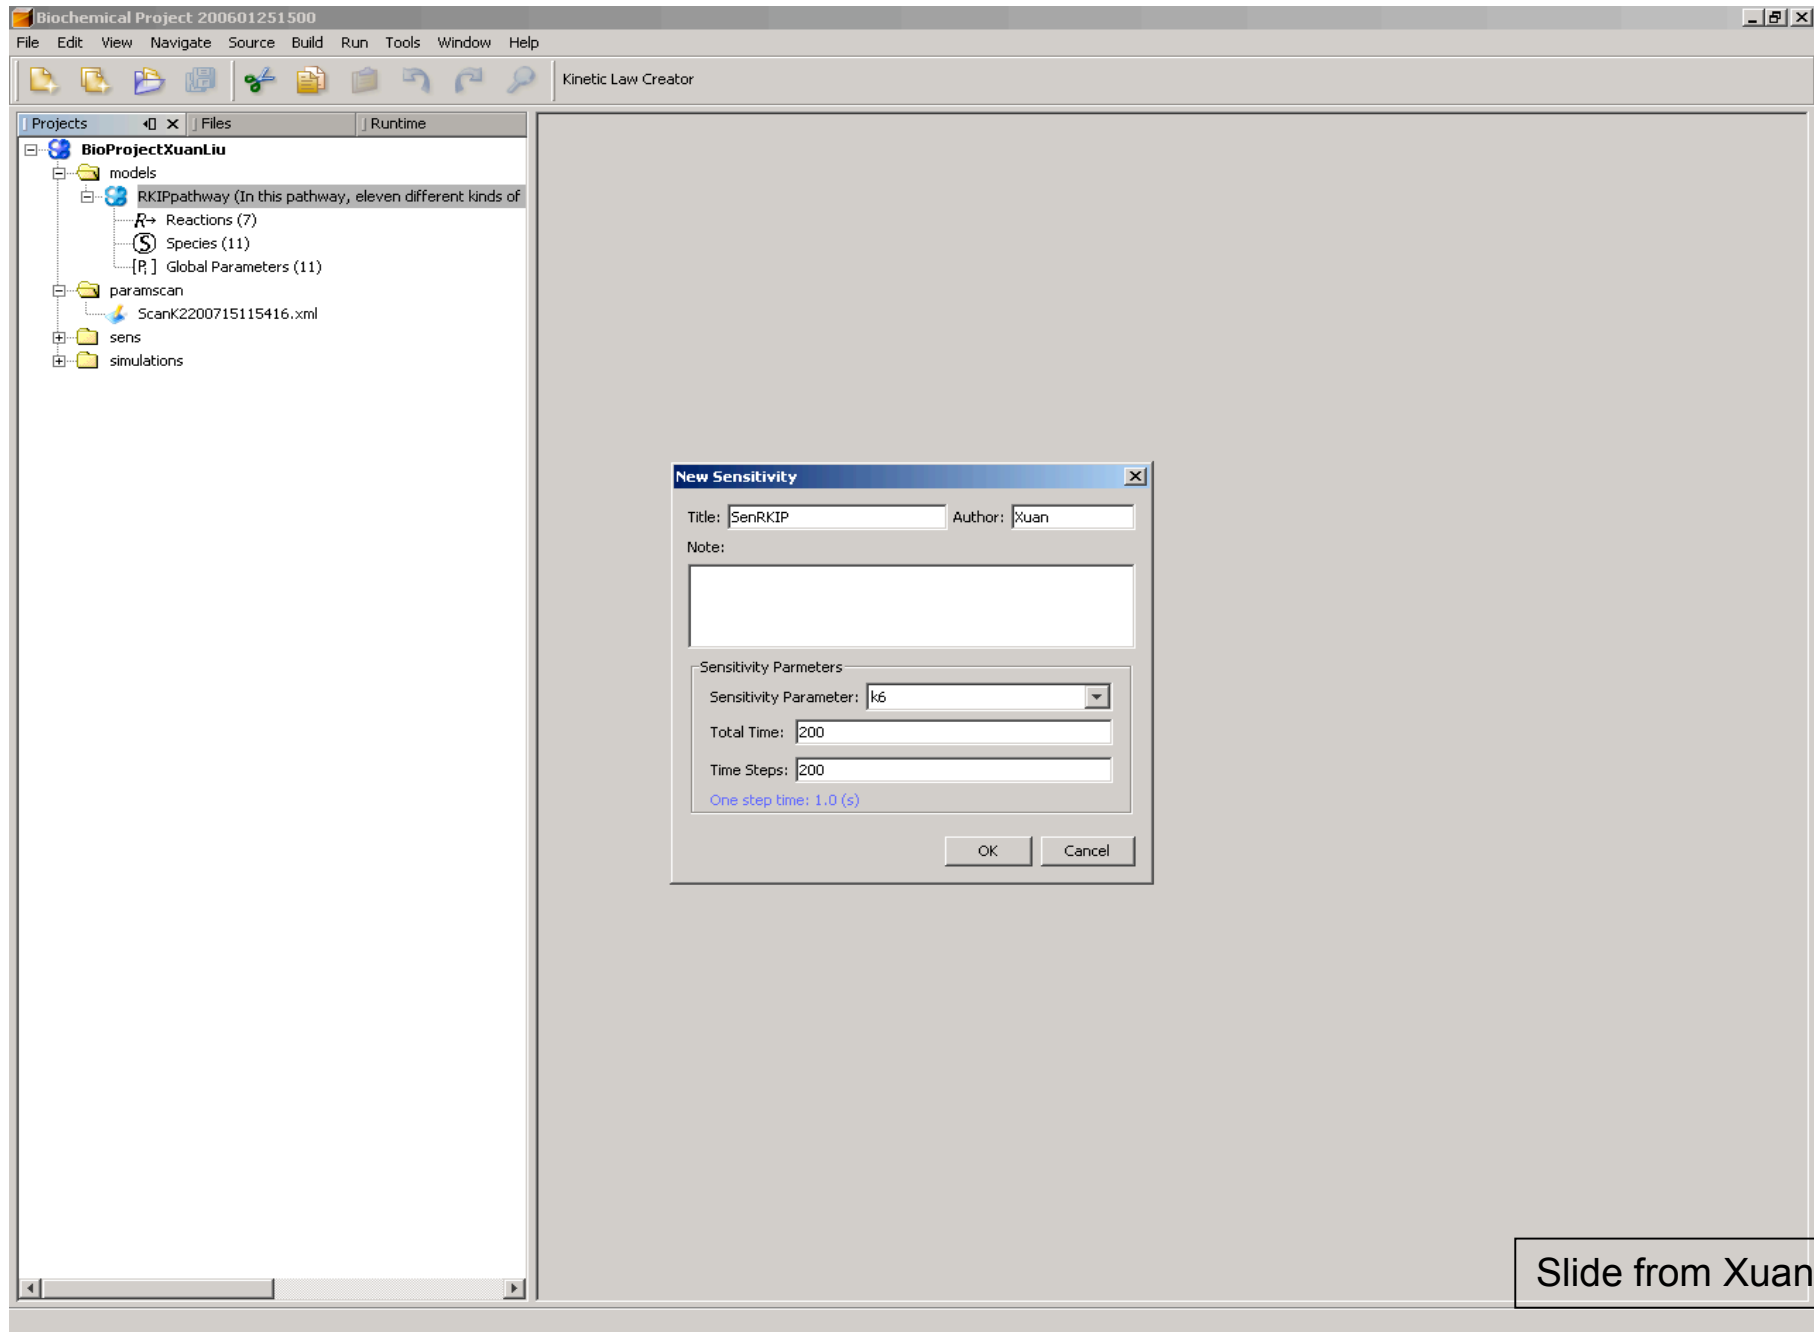 Biochemical Project 200601251500
File Edit View Navigate Source Build Run Tools Window Help
Kinetic Law Creator
Projects Files Runtime
BioProjectXuanLiu
models
RKIPpathway (In this pathway, eleven different kinds of
R→ Reactions (7)
S Species (11)
[Pi] Global Parameters (11)
paramscan
ScanK2200715115416.xml
sens
simulations
New Sensitivity
Title: SenRKIP Author: Xuan
Note:
Sensitivity Parmeters
Sensitivity Parameter: k6
Total Time: 200
Time Steps: 200
One step time: 1.0 (s)
OK Cancel
Slide from Xuan